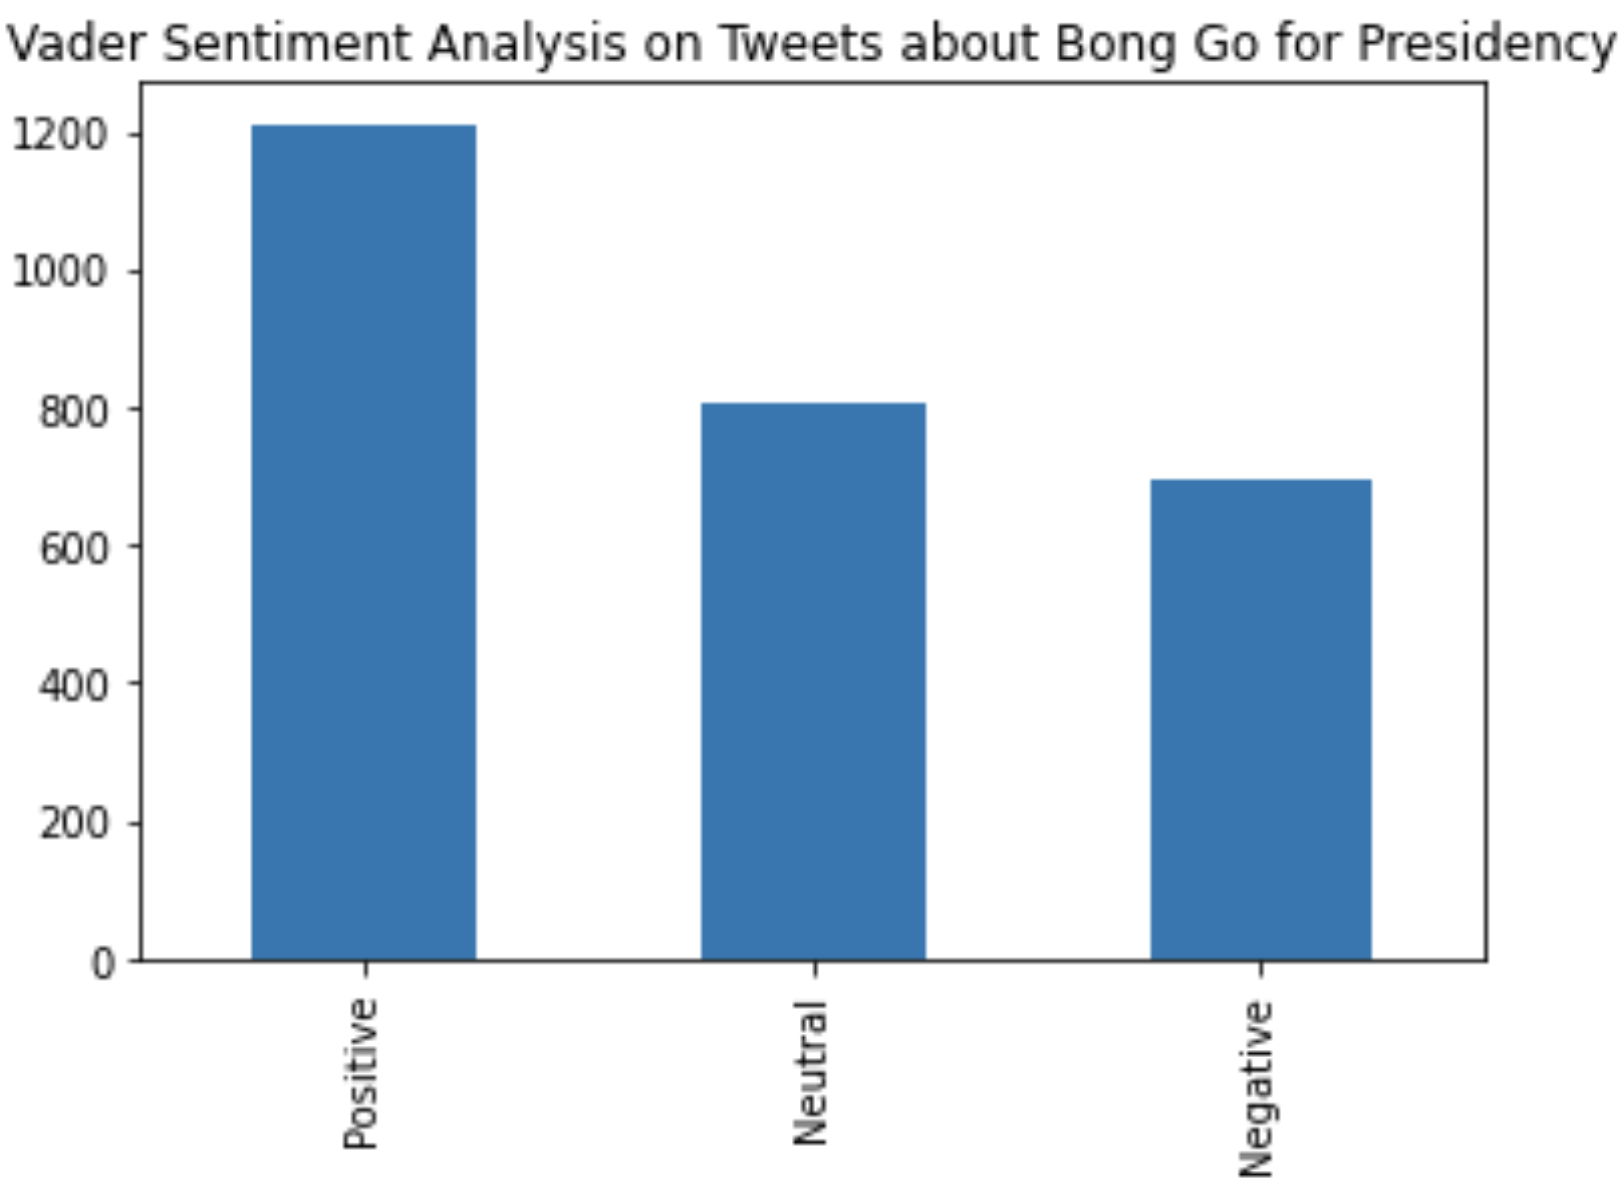 Vader Sentiment Analysis on Tweets about Bong Go for Presidency
1200
1000
800
600
400
200
0
Positive
Neutral
Negative